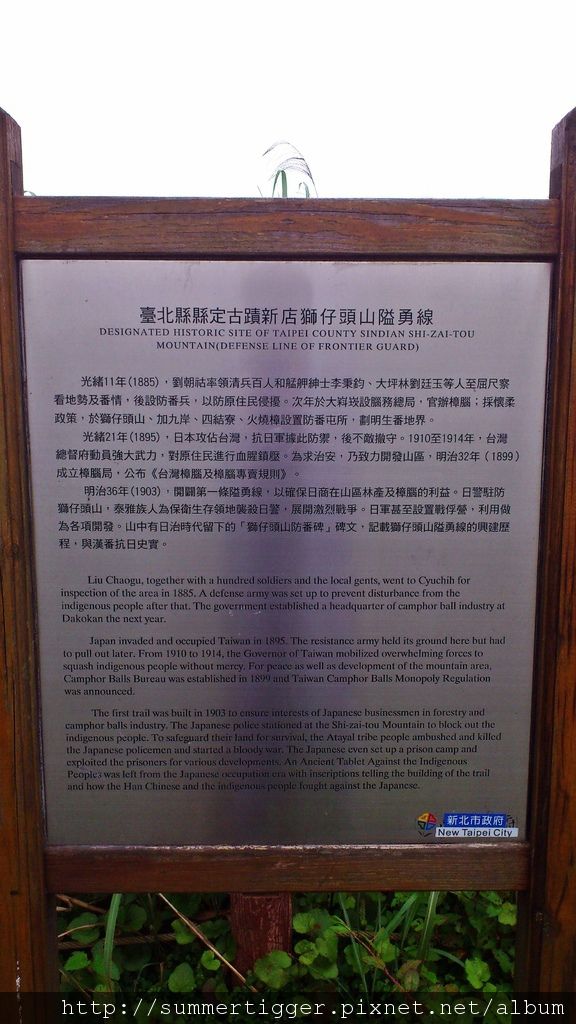 臺北縣縣定古蹟新店獅仔頭山隘勇線
DESIGNATED HISTORIC SITE OF TAIPEI COUNTY SINDIAN SHI-ZAI-TOU
MOUNTAIN(DEFENSE LINE OF FRONTIER GUARD)
光緒11年(1885)，劉朝祜率領清兵百人和艋舺紳士李秉鈞、大坪林劉廷玉等人至屈尺察
看地勢及番情，後設防番兵，以防原住民侵擾。次年於大嵙崁設腦務總局，官辦樟腦；採懷柔
政策，於獅仔頭山、加九岸、四結寮、火燒樟設置防番屯所，劃明生番地界。
光緒21年(1895)，日本攻佔台灣，抗日軍據此防禦，後不敵撤守。1910至1914年，台灣
總督府動員強大武力，對原住民進行血腥鎮壓。為求治安，乃致力開發山區，明治32年（1899）
成立樟腦局，公布《台灣樟腦及樟腦專賣規則》。
明治36年(1903)，開闢第一條隘勇線，以確保日商在山區林產及樟腦的利益。日警駐防
獅仔頭山，泰雅族人為保衛生存領地襲殺日警，展開激烈戰爭。日軍甚至設置戰俘營，利用做
為各項開發。山中有日治時代留下的「獅仔頭山防番碑」碑文，記載獅仔頭山隘勇線的興建歷
程，與漢番抗日史實。
Liu Chaogu, together with a hundred soldiers and the local gents, went to Cyuchih for
inspection of the area in 1885. A defense army was set up to prevent disturbance from the
indigenous people after that. The government established a headquarter of camphor ball industry at
Dakokan the next year.
Japan invaded and occupied Taiwan in 1895. The resistance army held its ground here but had
to pull out later. From 1910 to 1914, the Governor of Taiwan mobilized overwhelming forces to
squash indigenous people without mercy. For peace as well as development of the mountain area,
Camphor Balls Bureau was established in 1899 and Taiwan Camphor Balls Monopoly Regulation
was announced.
The first trail was built in 1903 to ensure interests of Japanese businessmen in forestry and
camphor balls industry. The Japanese police stationed at the Shi-zai-tou Mountain to block out the
indigenous people. To safeguard their land for survival, the Atayal tribe people ambushed and killed
the Japanese policemen and started a bloody war. The Japanese even set up a prison camp and
exploited the prisoners for various developments. An Ancient Tablet Against the Indigenous
Peoples was left from the Japanese occupation era with inscriptions telling the building of the trail
and how the Han Chinese and the indigenous people fought against the Japanese.
新北市政府
New Taipei City
http://summertigger.pixnet.net/album